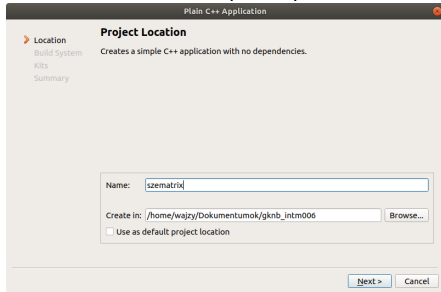 Plain C++ Application
Location
Build System
Kits
Summary
Project Location
Creates a simple C++ application with no dependencies.
Name: szematrix
Create in: /home/wajzy/Dokumentumok/gknb_intm006 Browse...
Use as default project location
Next > Cancel